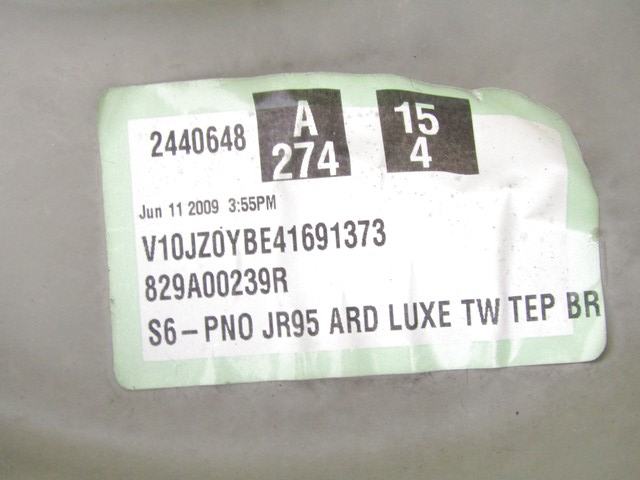 2440648
A
274
15
4
Jun 11 2009 3:55PM
V10JZ0YBE41691373
829A00239R
S6-PNO JR95 ARD LUXE TW TEP BR